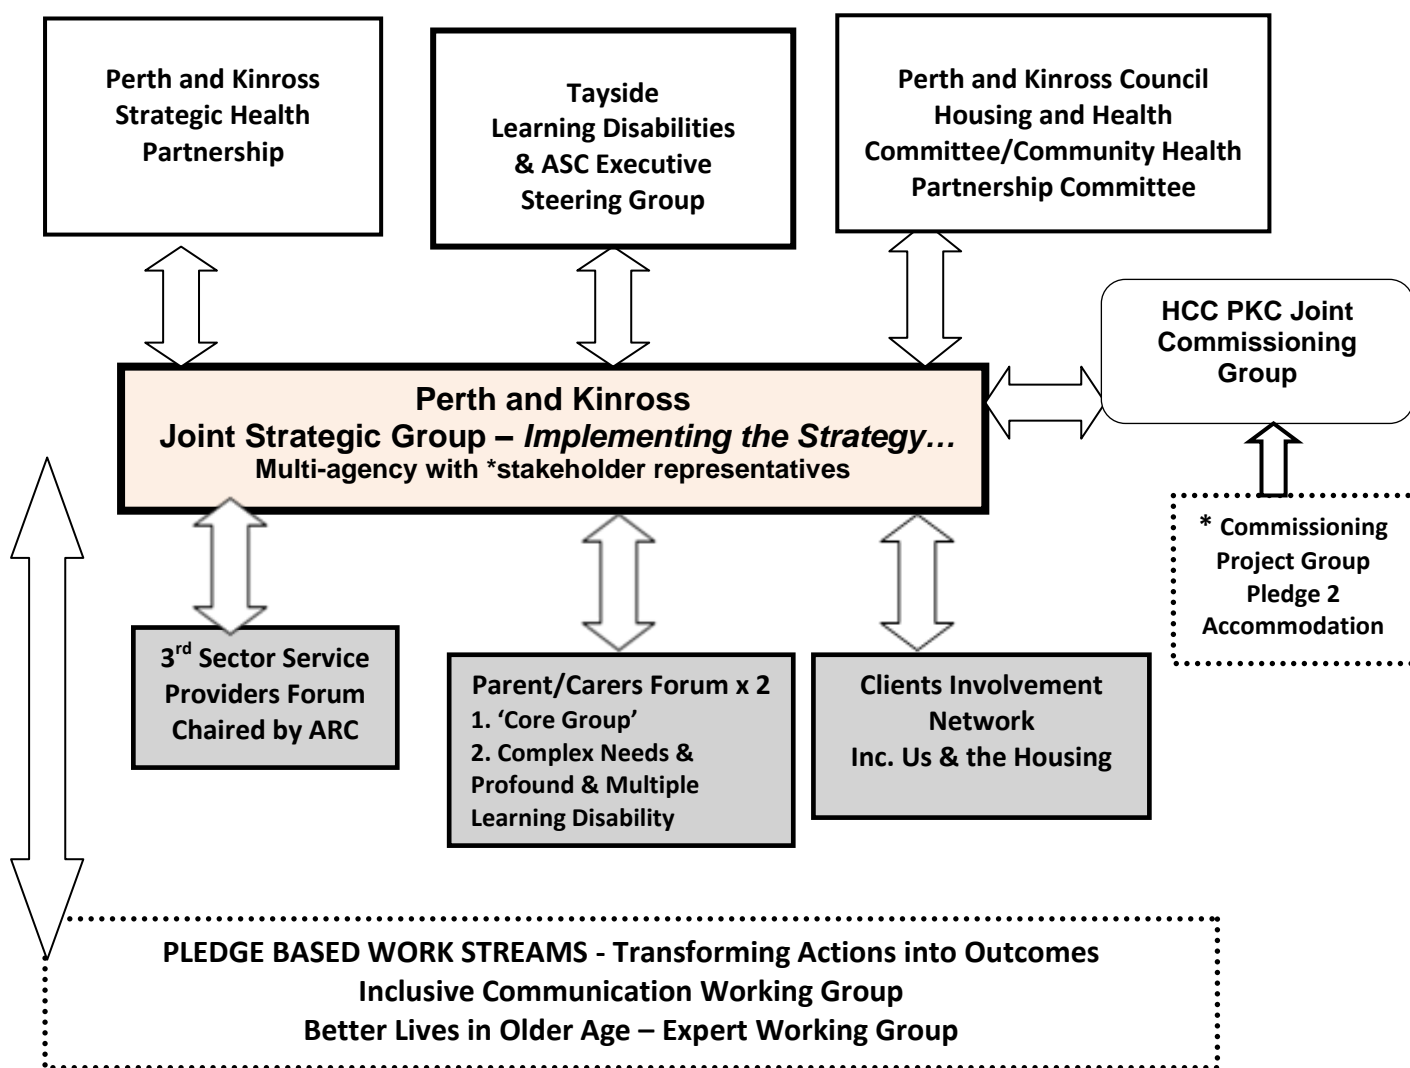 Perth and Kinross
Strategic Health
Partnership
Tayside
Learning Disabilities
& ASC Executive
Steering Group
Perth and Kinross Council
Housing and Health
Committee/Community Health
Partnership Committee
HCC PKC Joint
Commissioning
Group
Perth and Kinross
Joint Strategic Group – Implementing the Strategy…
Multi-agency with *stakeholder representatives
* Commissioning
Project Group
Pledge 2
Accommodation
3rd Sector Service
Providers Forum
Chaired by ARC
Parent/Carers Forum x 2
1. ‘Core Group’
2. Complex Needs &
Profound & Multiple
Learning Disability
Clients Involvement
Network
Inc. Us & the Housing
PLEDGE BASED WORK STREAMS - Transforming Actions into Outcomes
Inclusive Communication Working Group
Better Lives in Older Age – Expert Working Group